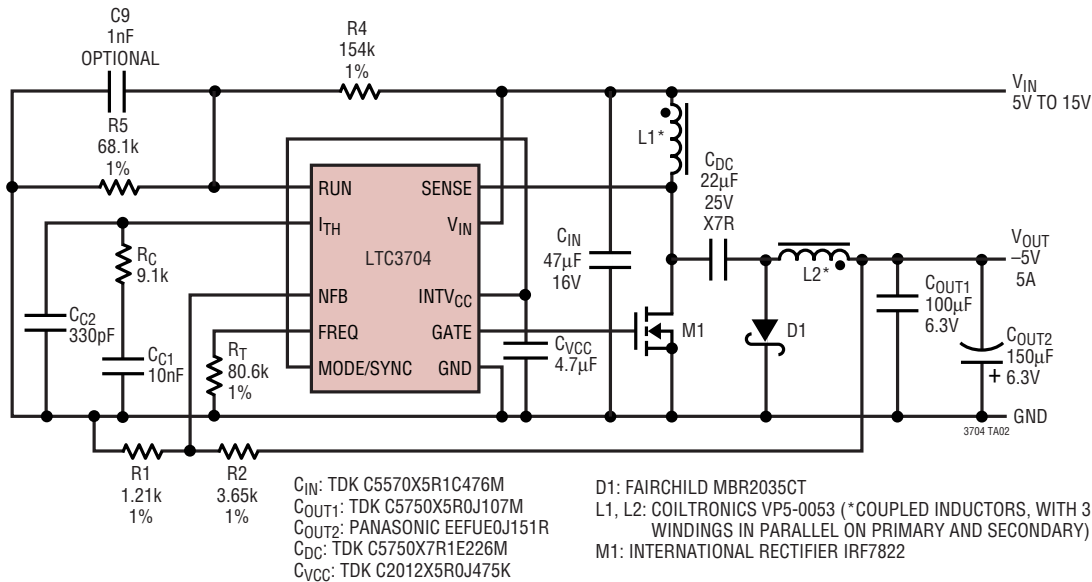 C9
1nF
OPTIONAL
R4
154k
1%
VIN
5V TO 15V
R5
68.1k
1%
L1*
CDC
22µF
25V
X7R
RUN
SENSE
ITH
VIN
LTC3704
RC
9.1k
CIN
47µF
16V
VOUT
–5V
5A
L2*
NFB
INTVCC
COUT1
100µF
6.3V
CC2
330pF
FREQ
GATE
M1
D1
RT
80.6k
1%
CVCC
4.7µF
COUT2
150µF
6.3V
+
CC1
10nF
MODE/SYNC
GND
GND
3704 TA02
R1
1.21k
1%
R2
3.65k
1%
CIN: TDK C5570X5R1C476M
COUT1: TDK C5750X5R0J107M
COUT2: PANASONIC EEFUE0J151R
CDC: TDK C5750X7R1E226M
CVCC: TDK C2012X5R0J475K
D1: FAIRCHILD MBR2035CT
L1, L2: COILTRONICS VP5-0053 (*COUPLED INDUCTORS, WITH 3
WINDINGS IN PARALLEL ON PRIMARY AND SECONDARY)
M1: INTERNATIONAL RECTIFIER IRF7822